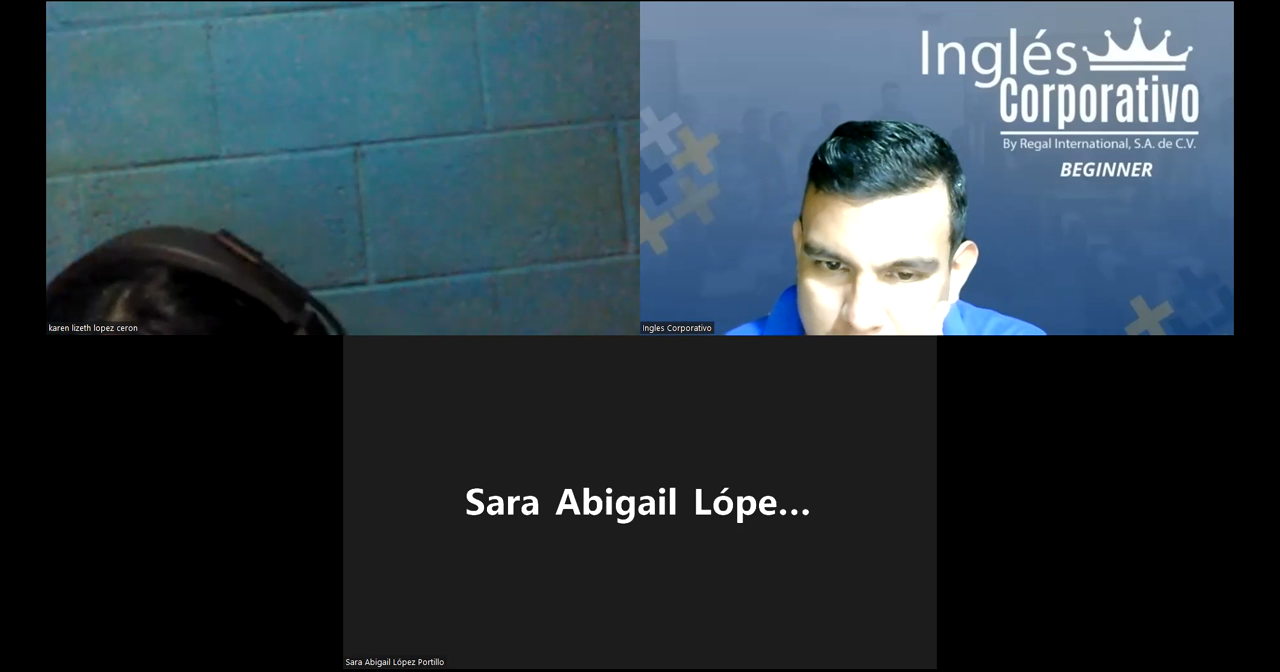 Inglés
Corporativo
By Regal International, S.A. de C.V.
BEGINNER
karen lizeth lopez ceron
Ingles Corporativo
Sara Abigail Lópe...
Sara Abigail López Portillo